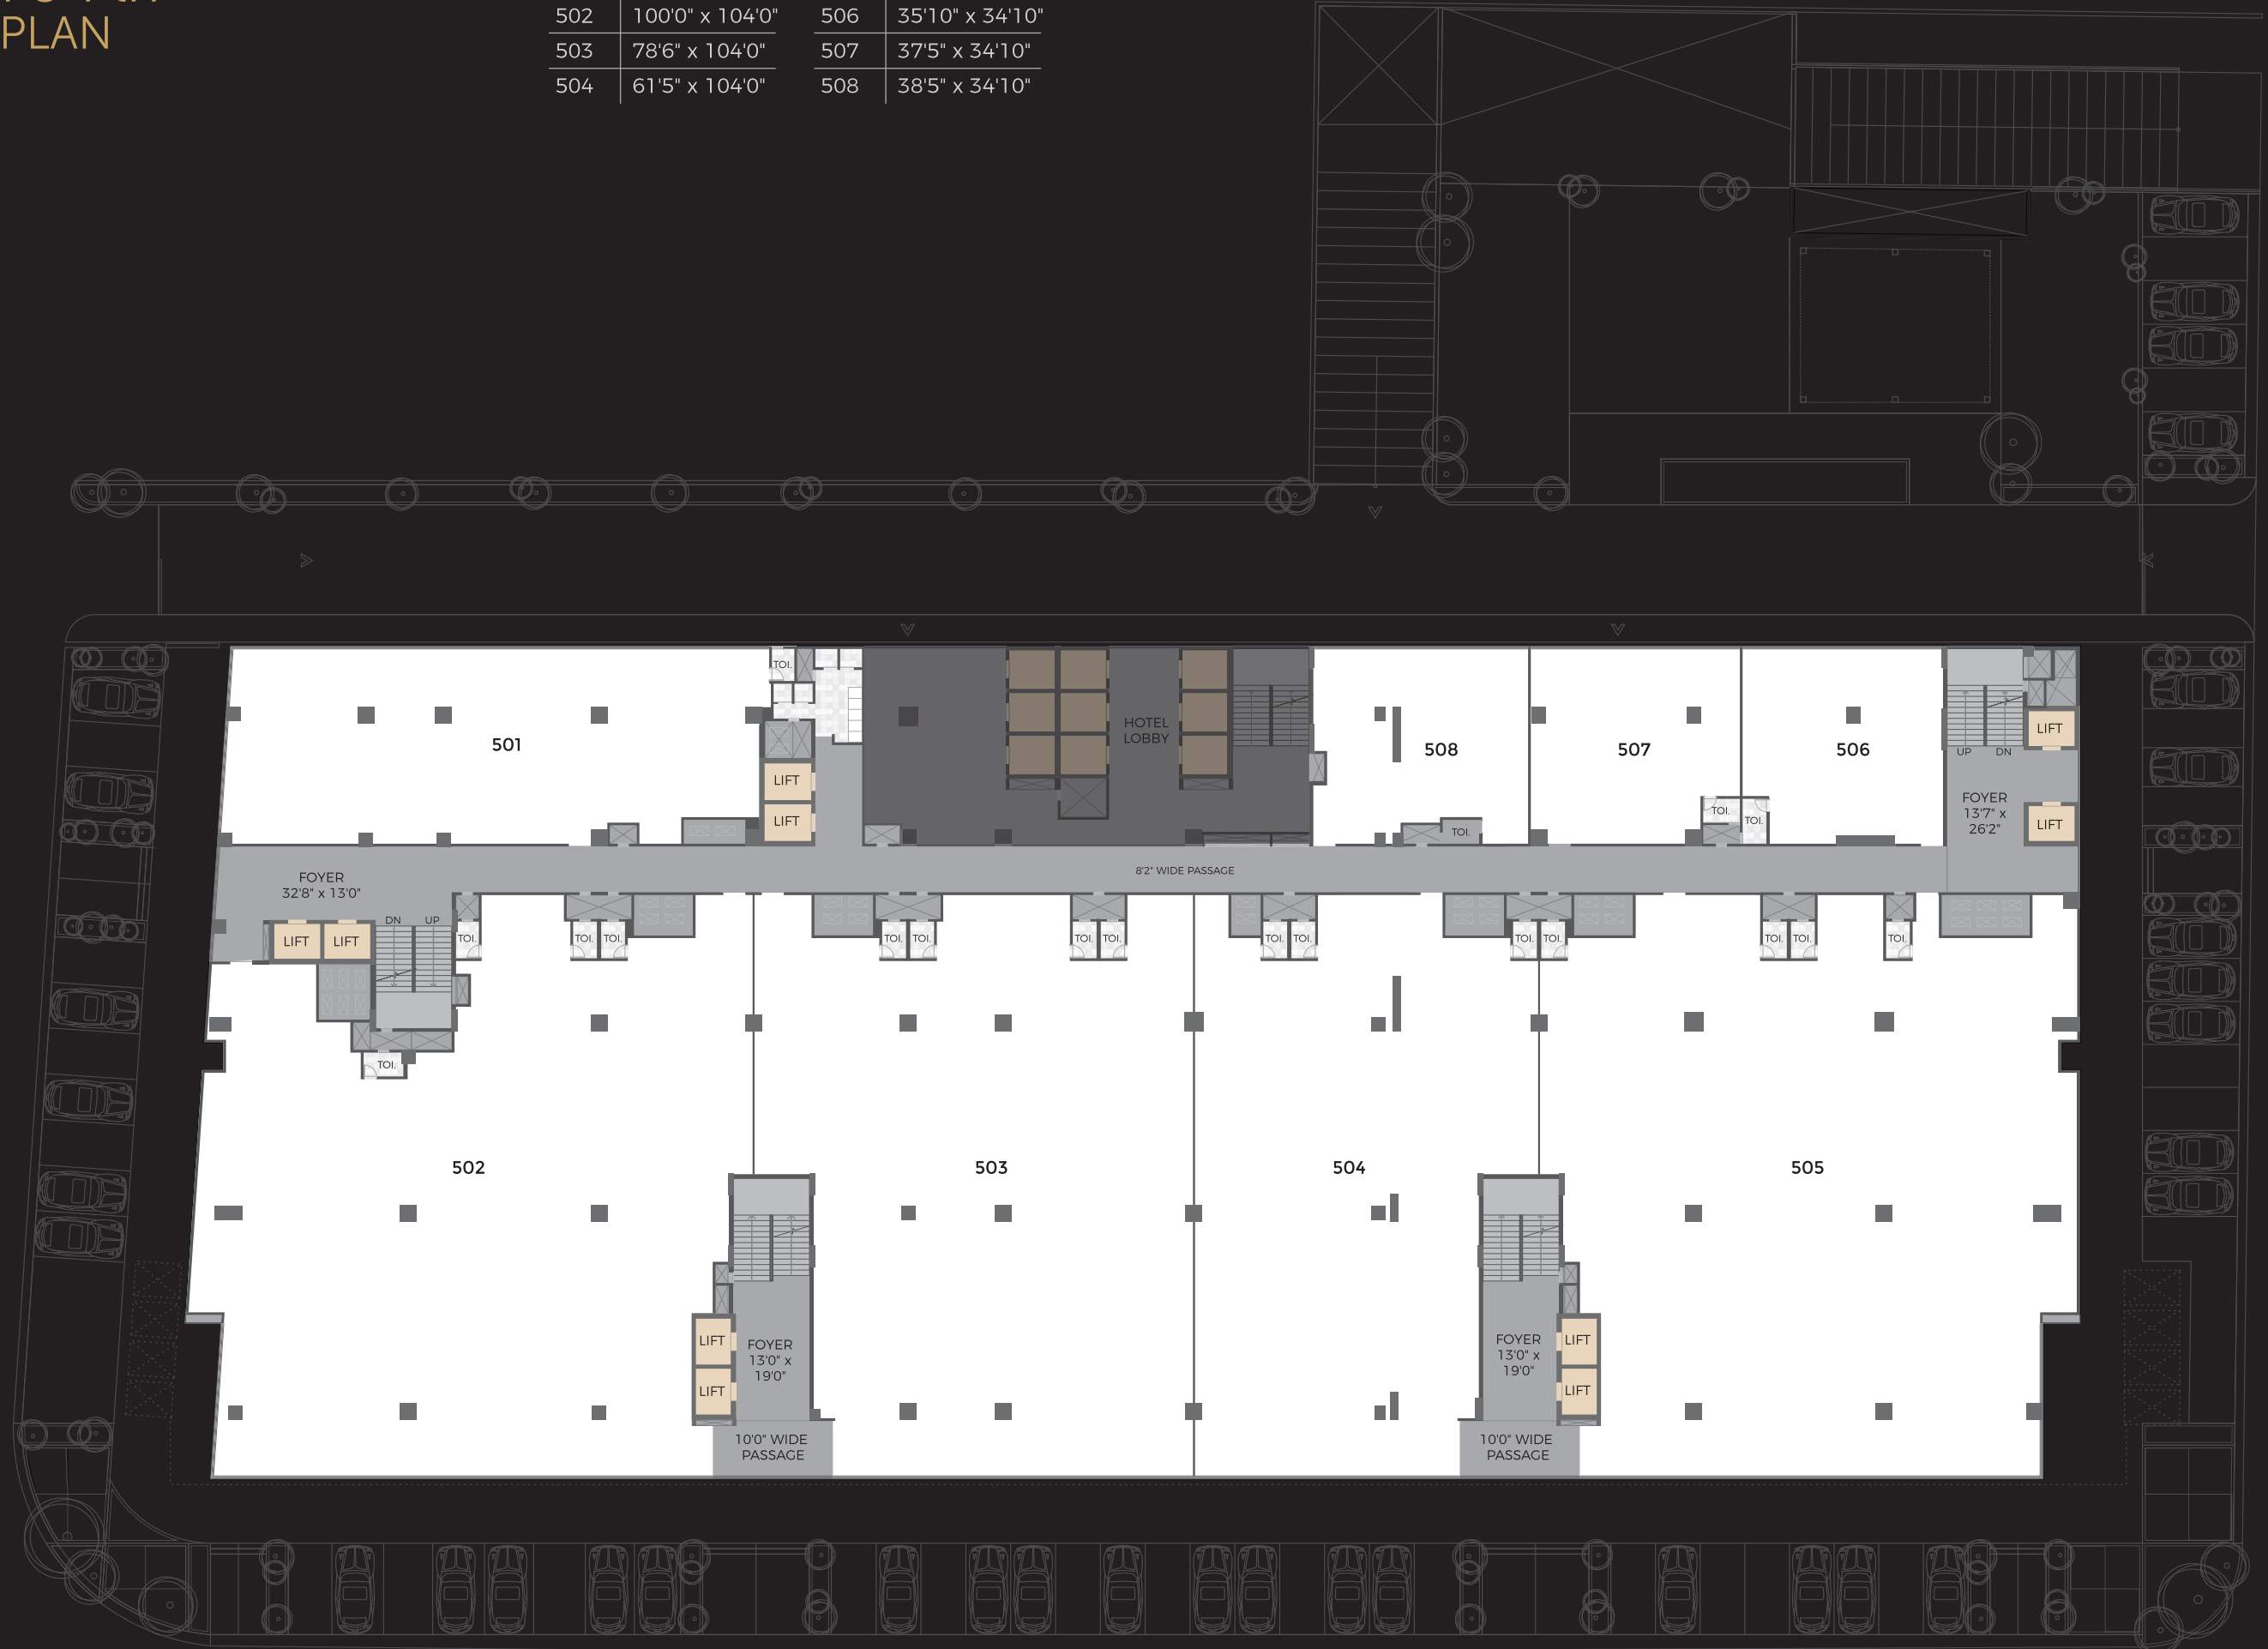 PLAN
502 100'0" x 104'0" 506 35'10" x 34'10"
503 78'6" x 104'0" 507 37'5" x 34'10"
504 61'5" x 104'0" 508 38'5" x 34'10"
TOI.
501
LIFT
LIFT
HOTEL
LOBBY
508
507
506
TOI.
TOI.
TOI.
UP DN
LIFT
FOYER
13'7" x
26'2"
LIFT
8'2" WIDE PASSAGE
FOYER
32'8" x 13'0"
DN UP
LIFT LIFT
TOI. TOI. TOI. TOI. TOI. TOI. TOI. TOI. TOI. TOI. TOI. TOI. TOI. TOI.
TOI.
502 503 504 505
LIFT
LIFT
FOYER
13'0" x
19'0"
10'0" WIDE
PASSAGE
FOYER
13'0" x
19'0"
LIFT
LIFT
10'0" WIDE
PASSAGE